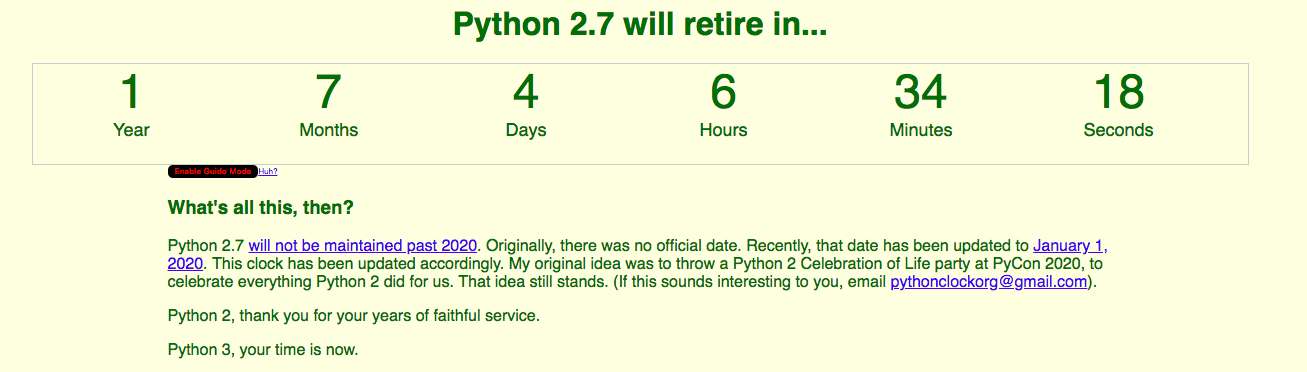 Python 2.7 will retire in...
1 7 4 6 34 18
Year Months Days Hours Minutes Seconds
Enable Guido Mode Huh?
What's all this, then?
Python 2.7 will not be maintained past 2020. Originally, there was no official date. Recently, that date has been updated to January 1,
2020. This clock has been updated accordingly. My original idea was to throw a Python 2 Celebration of Life party at PyCon 2020, to
celebrate everything Python 2 did for us. That idea still stands. (If this sounds interesting to you, email pythonclockorg@gmail.com).
Python 2, thank you for your years of faithful service.
Python 3, your time is now.